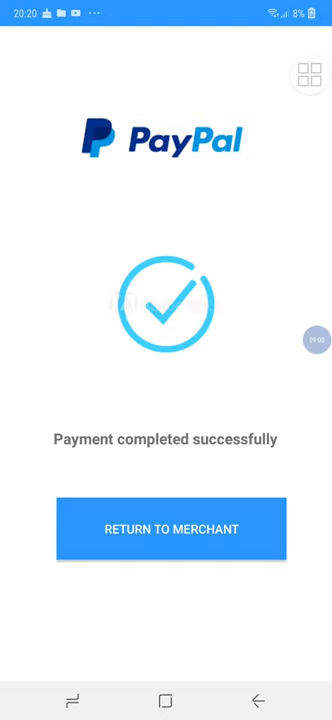 20:20
8%
PayPal
09:00
Payment completed successfully
RETURN TO MERCHANT